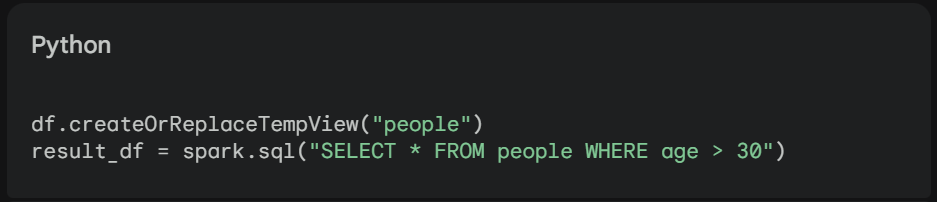 Python
df.createOrReplaceTempView("people")
result_df = spark.sql("SELECT * FROM people WHERE age > 30")